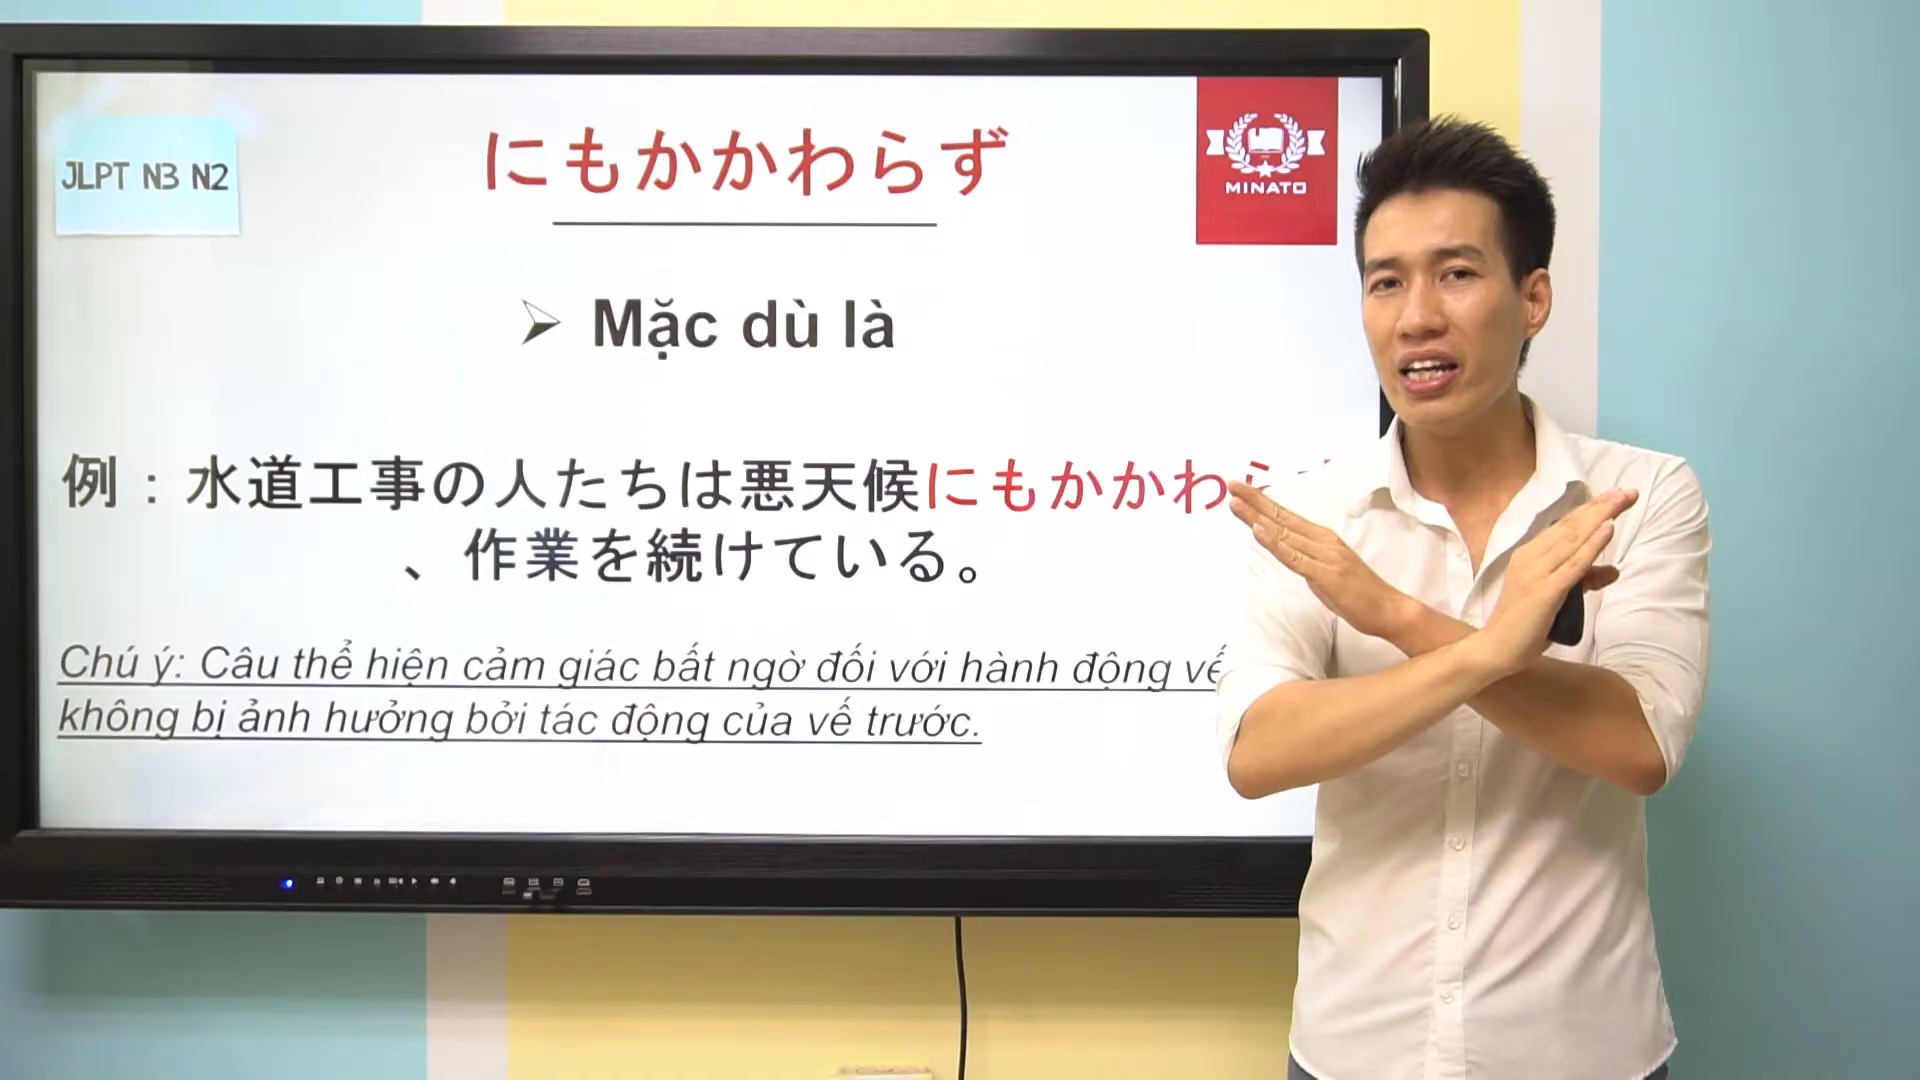 JLPT N3 N2
にもかかわらず
MINATO
Mặc dù là
例：水道工事の人たちは悪天候にもかかわ
、作業を続けている。
Chú ý: Câu thể hiện cảm giác bất ngờ đối với hành động vế
không bị ảnh hưởng bởi tác động của vế trước.